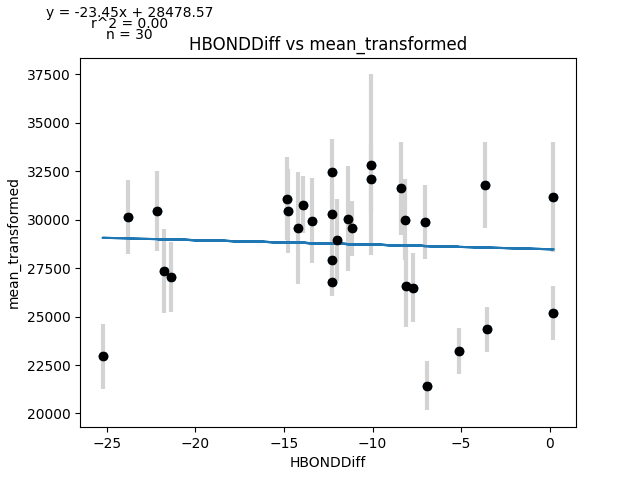 y = -23.45x + 28478.57
r^2 = 0.00
n = 30
HBONDDiff vs mean_transformed
37500
35000
32500
30000
27500
25000
22500
20000
mean_transformed
−25
−20
−15
−10
−5
0
HBONDDiff